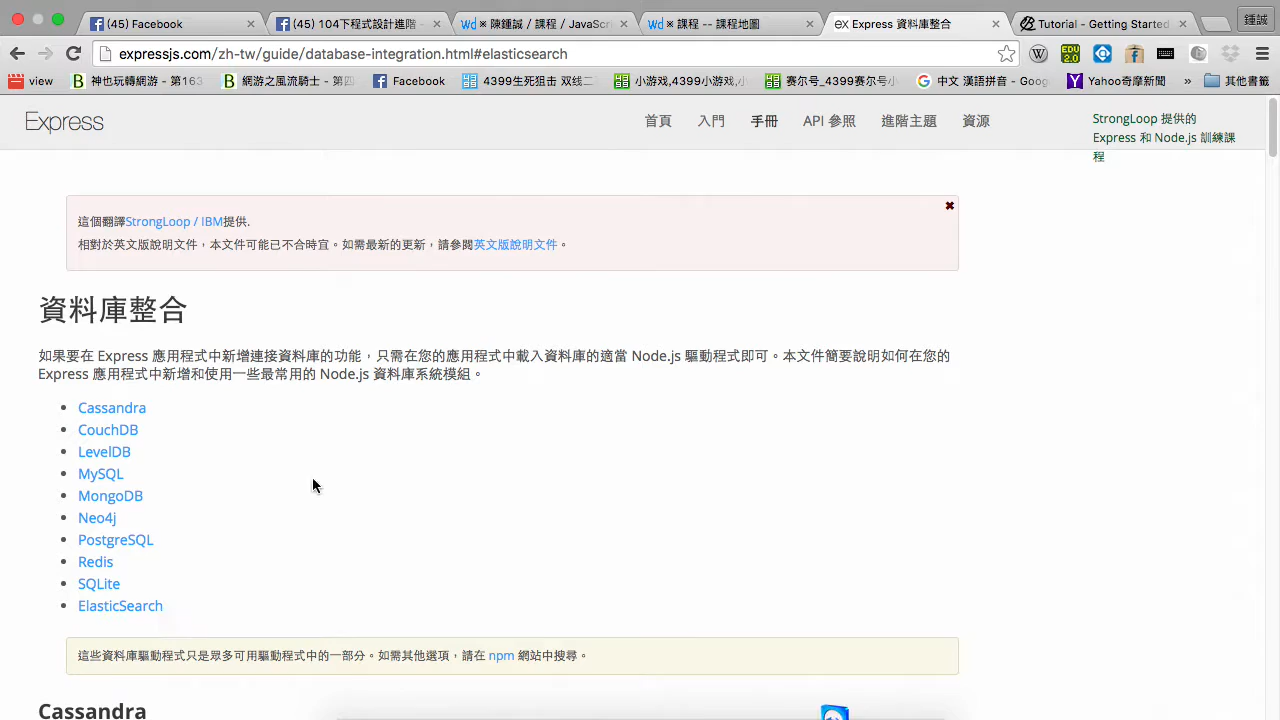 (45) Facebook
(45) 104下程式設計進階 -
※ 陳鍾誠 / 課程 / JavaScri
※ 課程 -- 課程地圖
Express 資料庫整合
Tutorial - Getting Started
鍾誠
expressjs.com/zh-tw/guide/database-integration.html#elasticsearch
view
神也玩轉網游 - 第163
網游之風流騎士 - 第四
Facebook
4399生死狙击 双线二
小游戏,4399小游戏,
赛尔号_4399赛尔号小
中文 漢語拼音 - Goog
Yahoo奇摩新聞
»
其他書籤
Express
首頁
入門
手冊
API 參照
進階主題
資源
StrongLoop 提供的
Express 和 Node.js 訓練課
程
這個翻譯StrongLoop / IBM提供.
相對於英文版說明文件，本文件可能已不合時宜。如需最新的更新，請參閱英文版說明文件。
資料庫整合
如果要在 Express 應用程式中新增連接資料庫的功能，只需在您的應用程式中載入資料庫的適當 Node.js 驅動程式即可。本文件簡要說明如何在您的
Express 應用程式中新增和使用一些最常用的 Node.js 資料庫系統模組。
Cassandra
CouchDB
LevelDB
MySQL
MongoDB
Neo4j
PostgreSQL
Redis
SQLite
ElasticSearch
這些資料庫驅動程式只是眾多可用驅動程式中的一部分。如需其他選項，請在 npm 網站中搜尋。
Cassandra